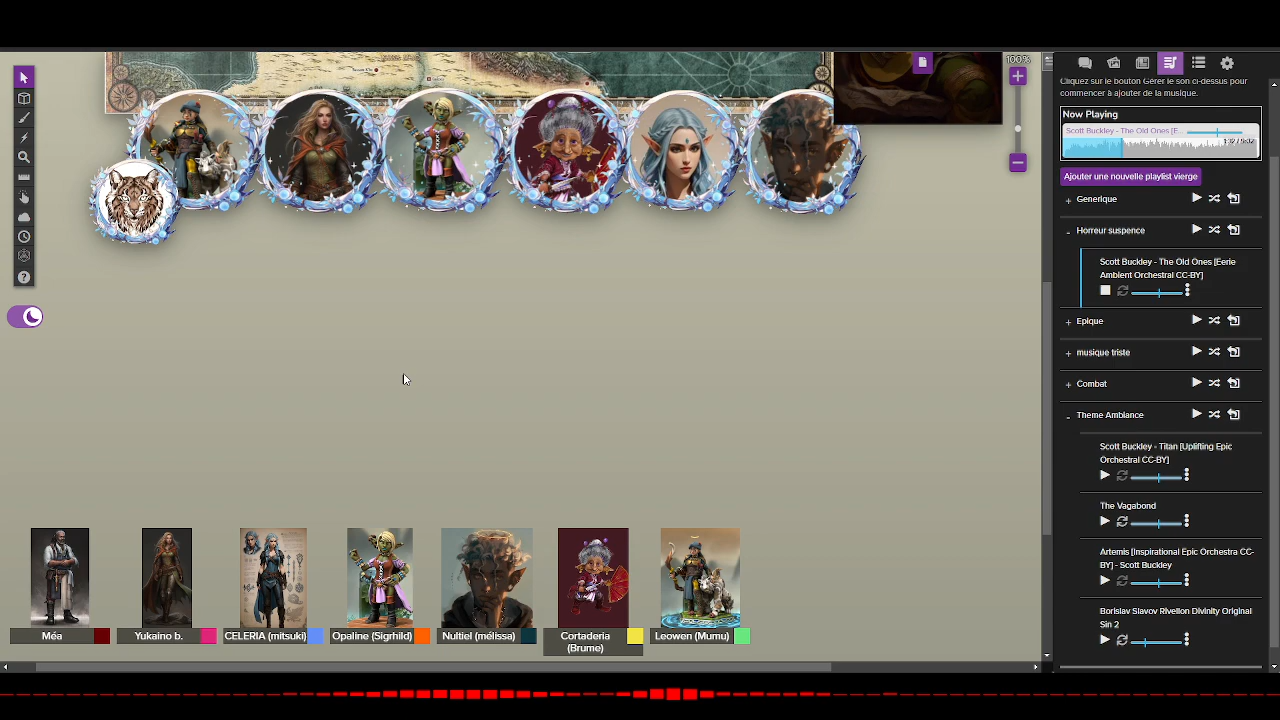 100%
Cliquez sur le bouton Gérer le son ci-dessus pour
commencer à ajouter de la musique.
Now Playing
Scott Buckley - The Old Ones [E...
Ajouter une nouvelle playlist vierge
Generique
Horreur suspence
Scott Buckley - The Old Ones [Eerie
Ambient Orchestral CC-BY]
Epique
musique triste
Combat
Theme Ambiance
Scott Buckley - Titan [Uplifting Epic
Orchestral CC-BY]
The Vagabond
Artemis [Inspirational Epic Orchestra CC-
BY] - Scott Buckley
Borislav Slavov Rivellon Divinity Original
Sin 2
Méa
Yukaino b.
CELERIA (mitsuki)
Opaline (Sigrhild)
Nultiel (mélissa)
Cortaderia
(Brume)
Leowen (Mumu)